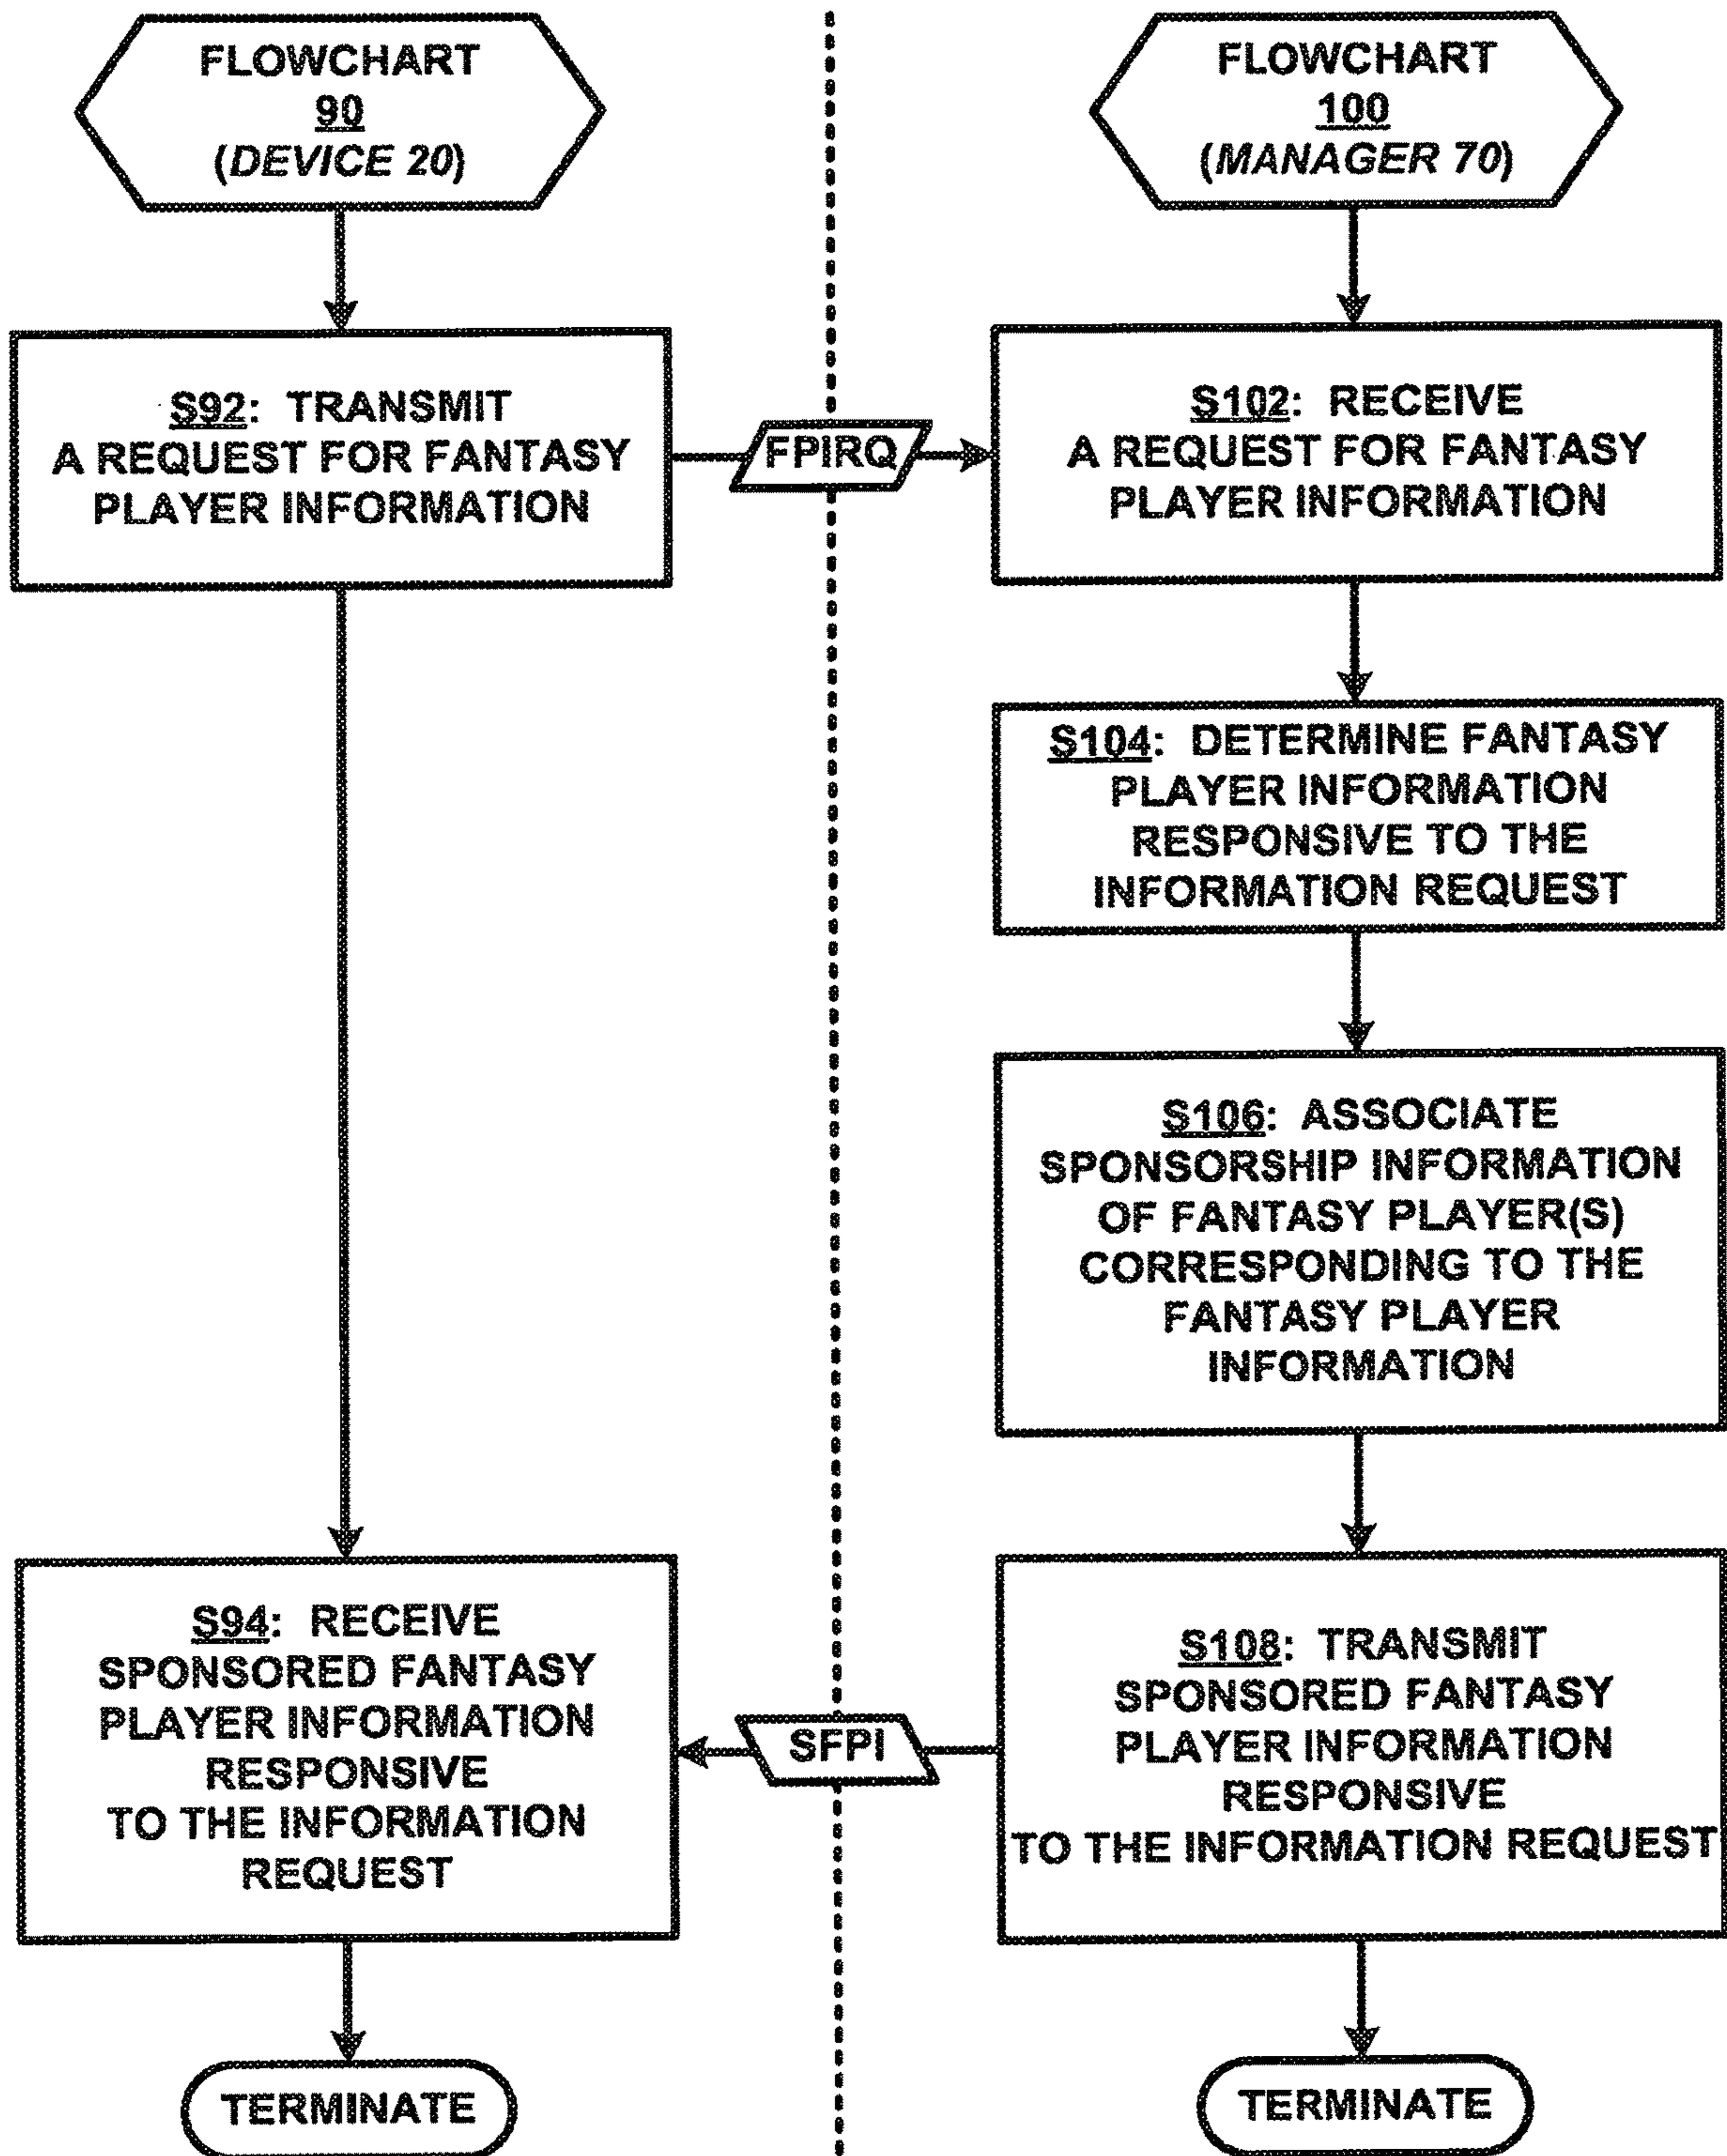 FLOWCHART
90
(DEVICE 20)
FLOWCHART
100
(MANAGER 70)
S92: TRANSMIT
A REQUEST FOR FANTASY
PLAYER INFORMATION
FPIRQ
S102: RECEIVE
A REQUEST FOR FANTASY
PLAYER INFORMATION
S104: DETERMINE FANTASY
PLAYER INFORMATION
RESPONSIVE TO THE
INFORMATION REQUEST
S106: ASSOCIATE
SPONSORSHIP INFORMATION
OF FANTASY PLAYER(S)
CORRESPONDING TO THE
FANTASY PLAYER
INFORMATION
S94: RECEIVE
SPONSORED FANTASY
PLAYER INFORMATION
RESPONSIVE
TO THE INFORMATION
REQUEST
SFPI
S108: TRANSMIT
SPONSORED FANTASY
PLAYER INFORMATION
RESPONSIVE
TO THE INFORMATION REQUEST
TERMINATE
TERMINATE